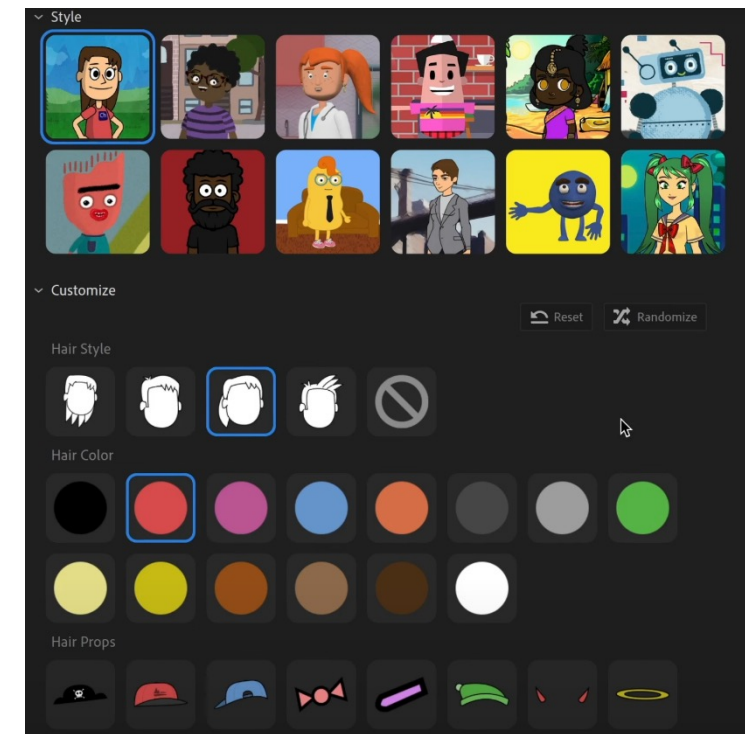 Style
Customize
Reset
Randomize
Hair Style
Hair Color
Hair Props